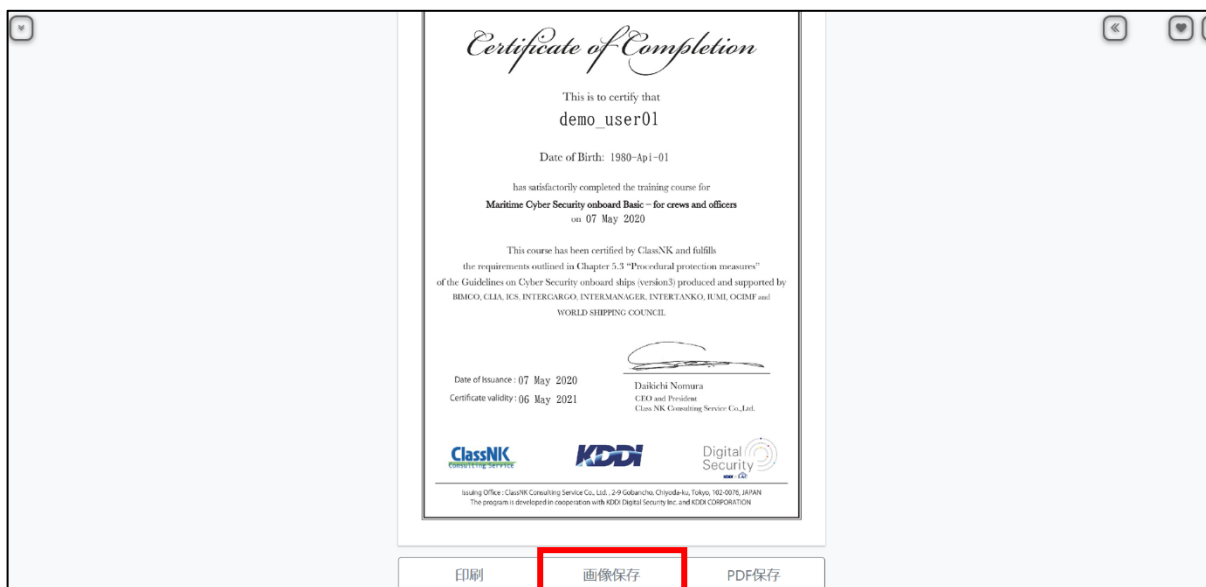 Certificate of Completion
This is to certify that
demo_user01
Date of Birth: 1980-Api-01
has satisfactorily completed the training course for
Maritime Cyber Security onboard Basic – for crews and officers
on 07 May 2020
This course has been certified by ClassNK and fulfills
the requirements outlined in Chapter 5.3 “Procedural protection measures”
of the Guidelines on Cyber Security onboard ships (version3) produced and supported by
BIMCO, CLIA, ICS, INTERCARGO, INTERMANAGER, INTERTANKO, IUMI, OCIMF and
WORLD SHIPPING COUNCIL
Date of Issuance : 07 May 2020
Certificate validity : 06 May 2021
Daikichi Nomura
CEO and President
Class NK Consulting Service Co.,Ltd.
ClassNK
CONSULTING SERVICE
KDDI
Digital
Security
Issuing Office : ClassNK Consulting Service Co., Ltd. , 2-9 Gobancho, Chiyoda-ku, Tokyo, 102-0076, JAPAN
The program is developed in cooperation with KDDI Digital Security Inc. and KDDI CORPORATION
印刷 画像保存 PDF保存